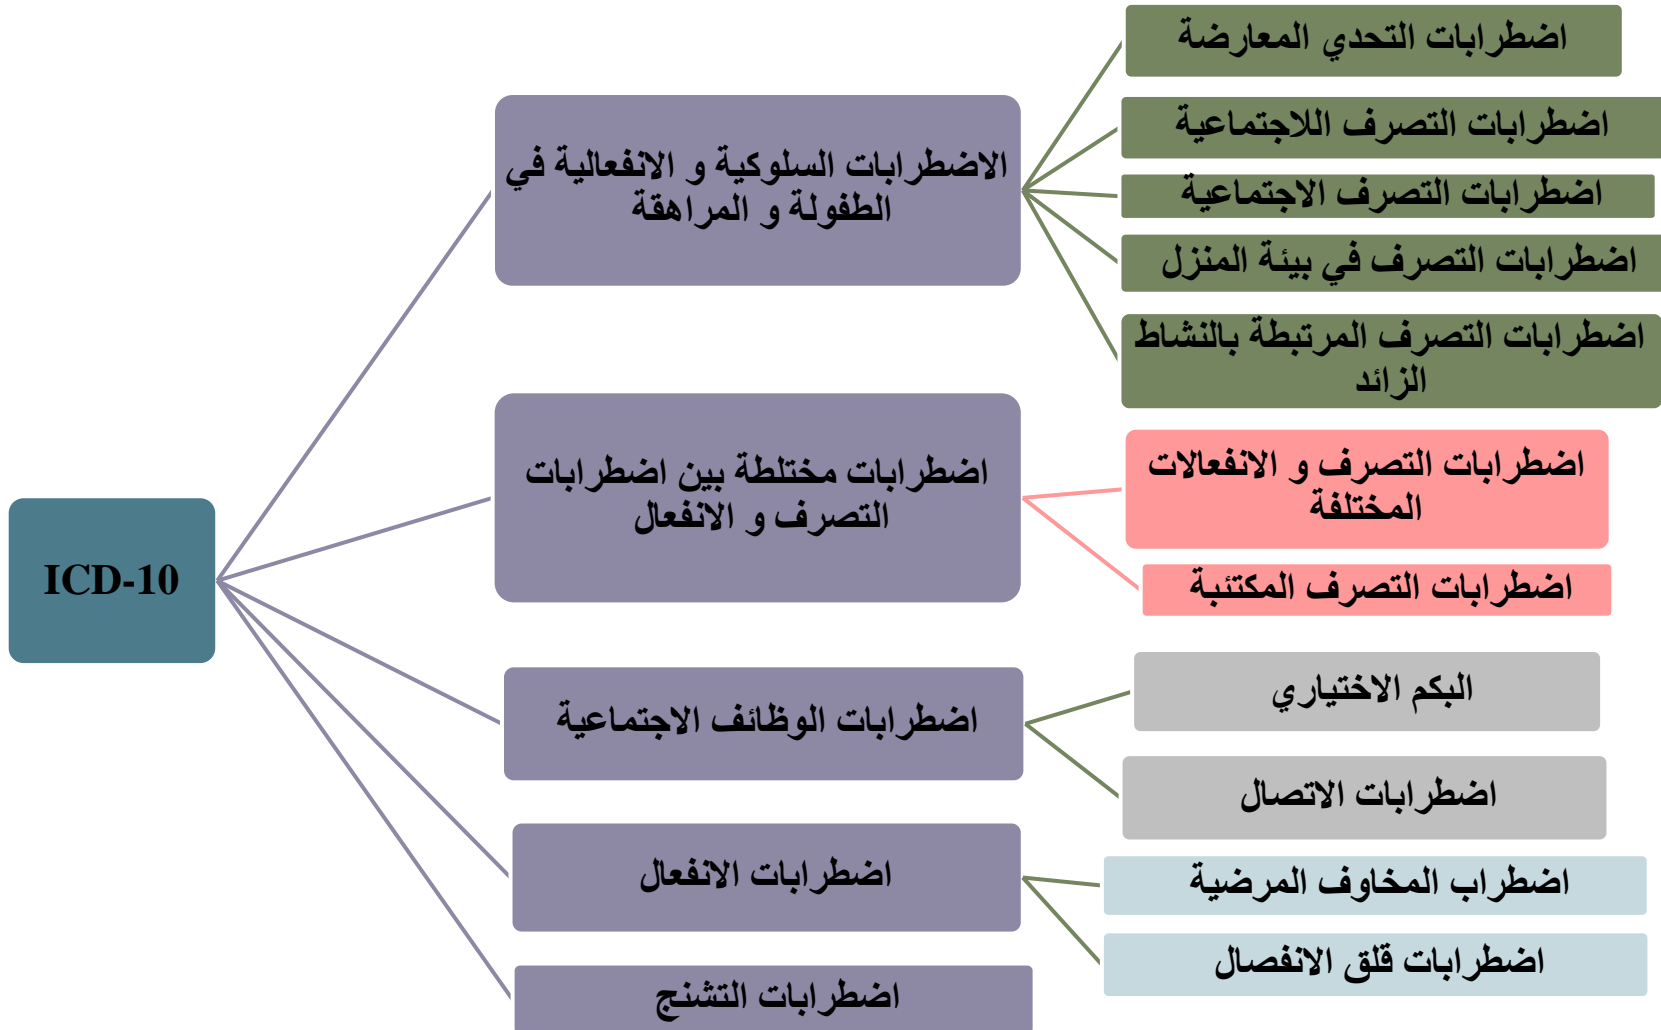 ICD-10
الاضطرابات السلوكية و الانفعالية في
الطفولة و المراهقة
اضطرابات التحدي المعارضة
اضطرابات التصرف اللاجتماعية
اضطرابات التصرف الاجتماعية
اضطرابات التصرف في بيئة المنزل
اضطرابات التصرف المرتبطة بالنشاط
الزائد
اضطرابات مختلطة بين اضطرابات
التصرف و الانفعال
اضطرابات التصرف و الانفعالات
المختلفة
اضطرابات التصرف المكتئبة
اضطرابات الوظائف الاجتماعية
البكم الاختياري
اضطرابات الاتصال
اضطرابات الانفعال
اضطراب المخاوف المرضية
اضطرابات قلق الانفصال
اضطرابات التشنج